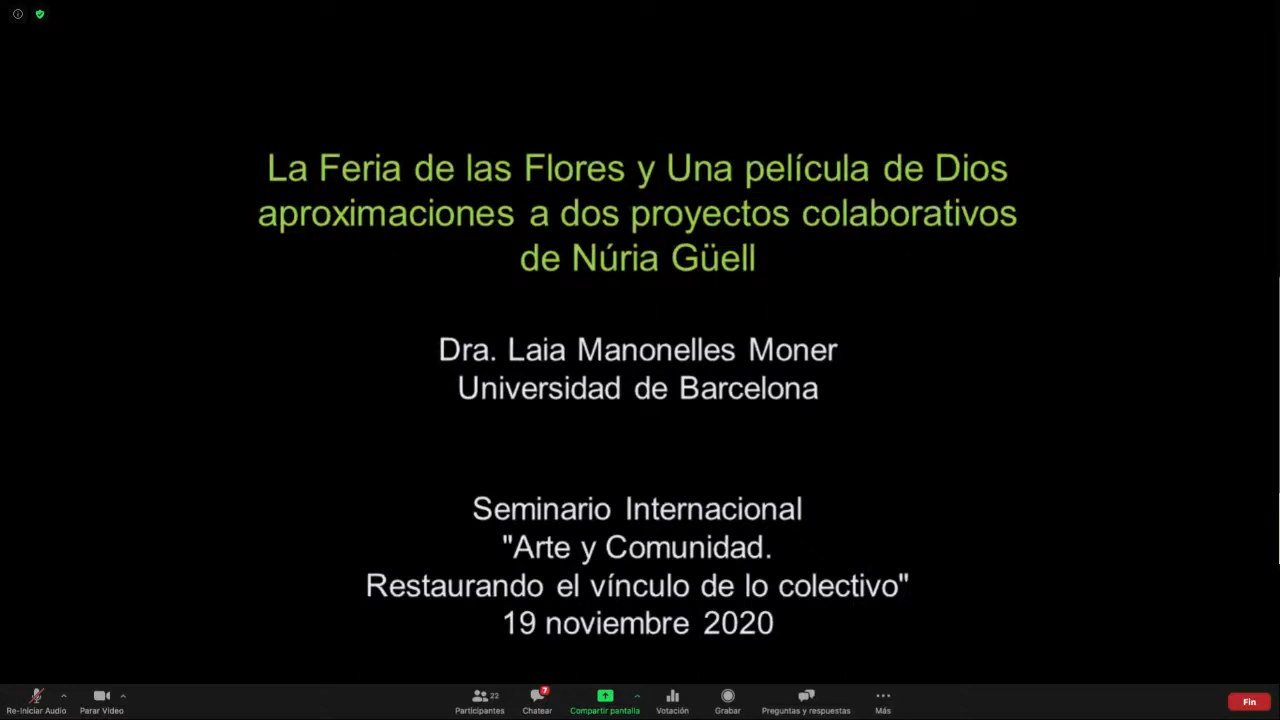 La Feria de las Flores y Una película de Dios
aproximaciones a dos proyectos colaborativos
de Núria Güell
Dra. Laia Manonelles Moner
Universidad de Barcelona
Seminario Internacional
"Arte y Comunidad.
Restaurando el vínculo de lo colectivo"
19 noviembre 2020
Re-Iniciar Audio
Parar Video
Participantes
22
Chatear
7
Compartir pantalla
Votación
Grabar
Preguntas y respuestas
Más
Fin